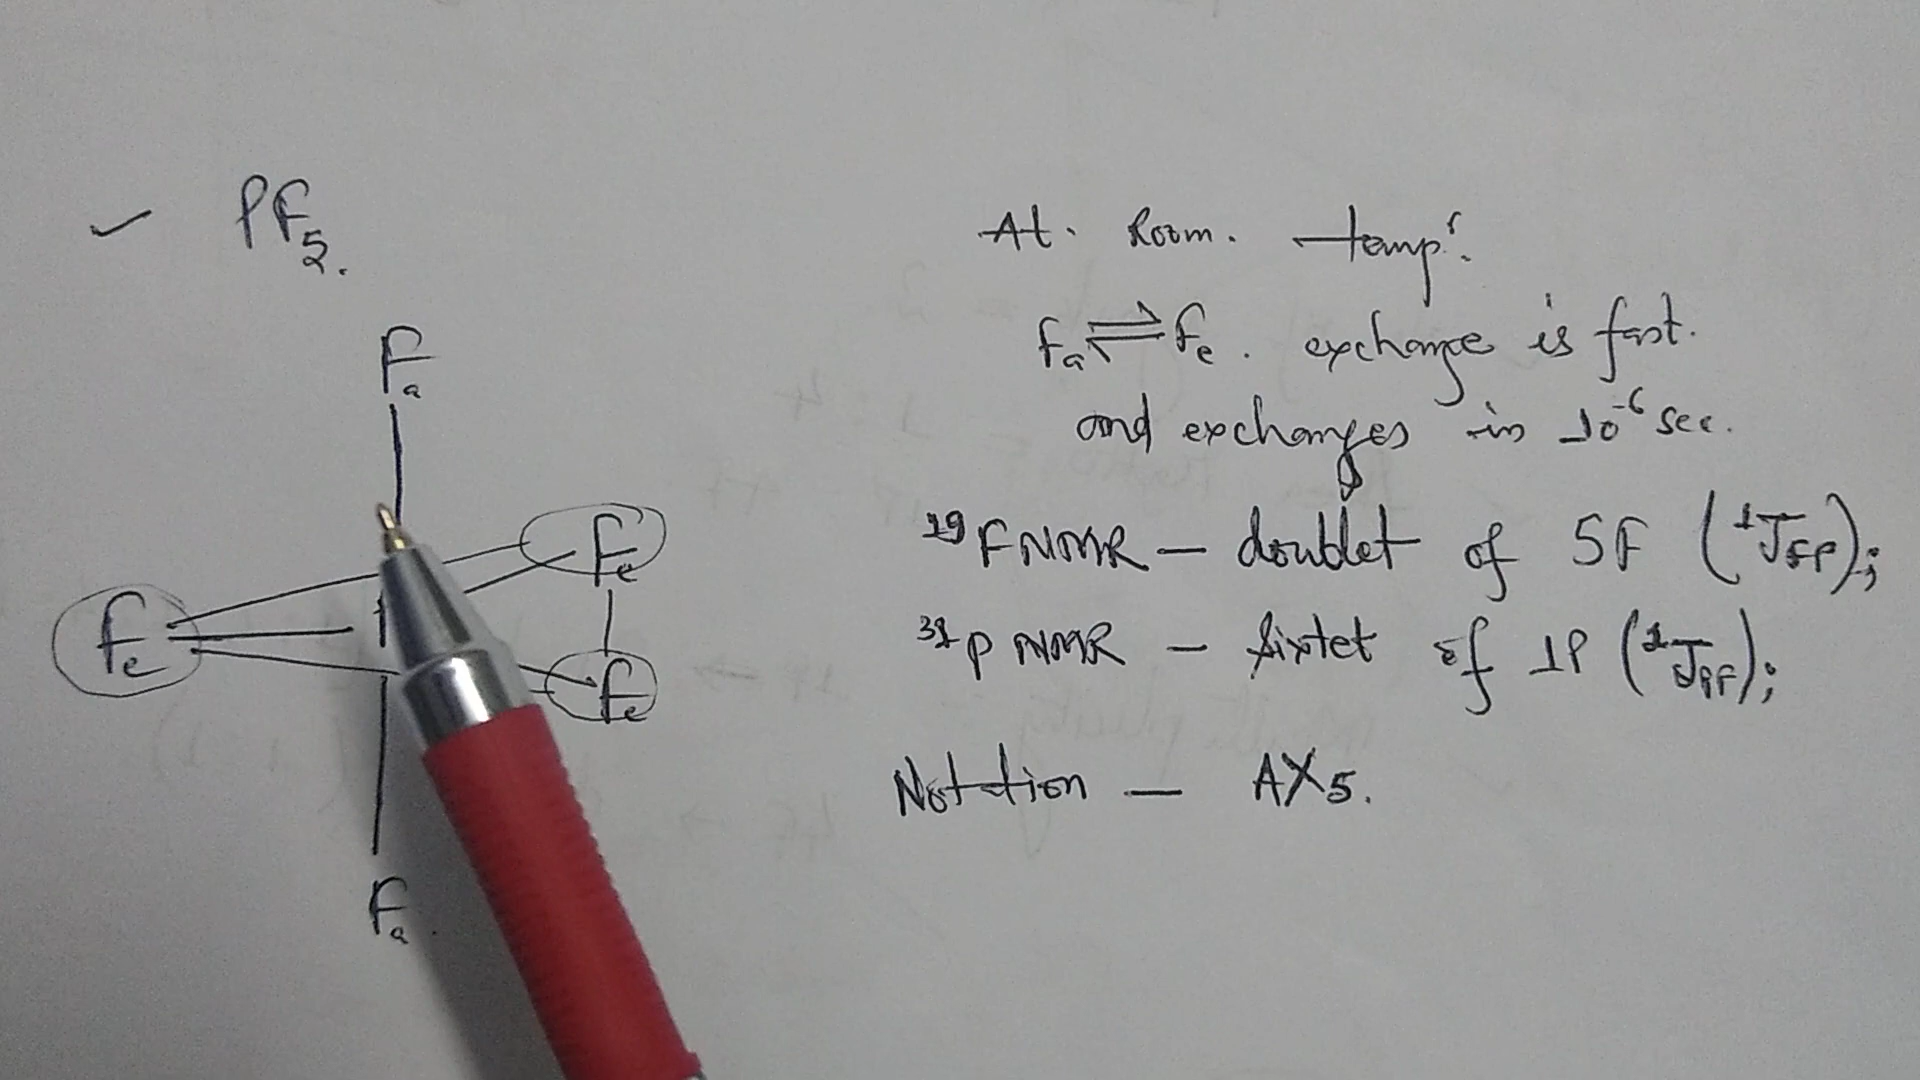 ✓ PF5.
Fa
Fe
Fe
Fe
Fa.
At. Room. tempr.
Fa ⇌ Fe. exchange is fast.
and exchanges in 10^-6 sec.
19F NMR – doublet of 5F (1JFP);
31P NMR – sixtet of 1P (1JPF);
Notation – AX5.